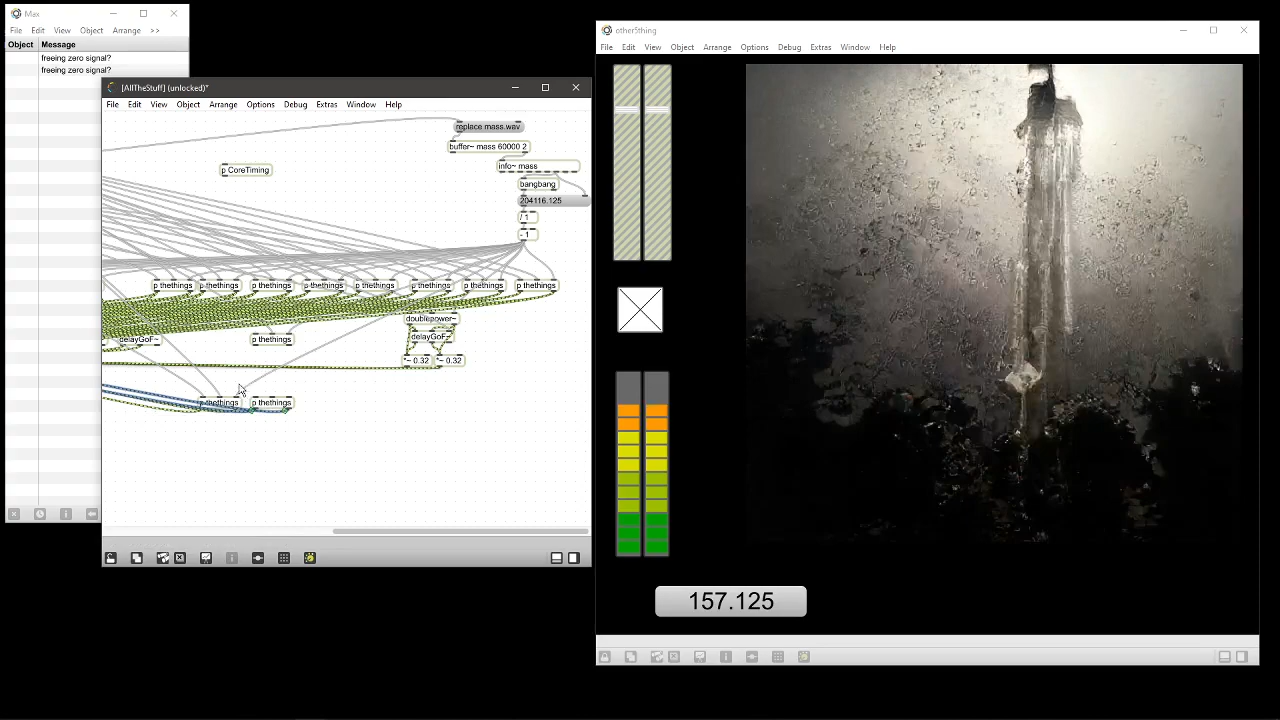 Max
File Edit View Object Arrange >>
Object Message
freeing zero signal?
freeing zero signal?
[AllTheStuff] (unlocked)*
File Edit View Object Arrange Options Debug Extras Window Help
replace mass.wav
buffer~ mass 60000 2
info~ mass
p CoreTiming
bangbang
204116.125
/ 1
- 1
p thethings p thethings p thethings p thethings p thethings p thethings p thethings p thethings
doublepower~
delayGoF~ p thethings delayGoF~
*~ 0.32 *~ 0.32
p thethings p thethings
other5thing
File Edit View Object Arrange Options Debug Extras Window Help
157.125